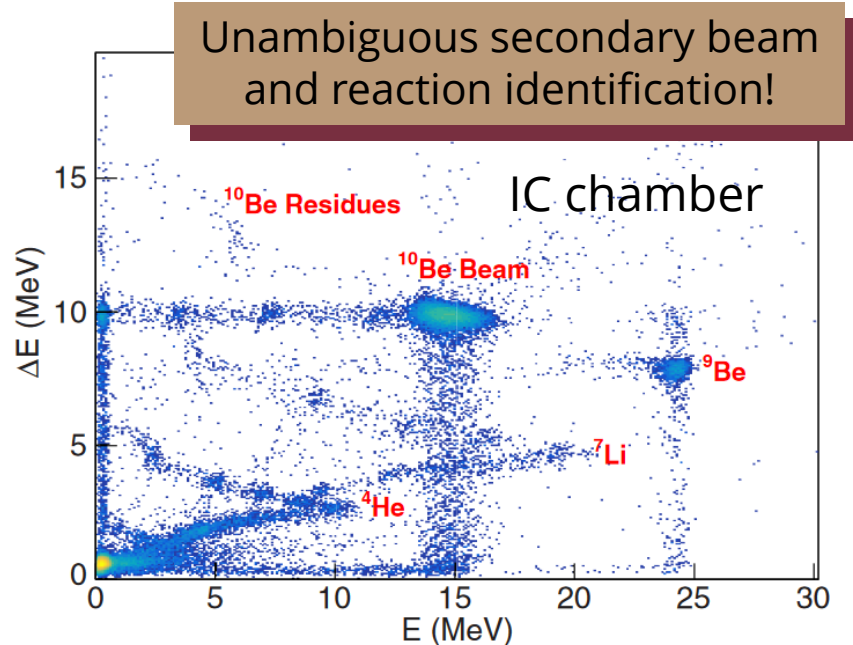 Unambiguous secondary beam
and reaction identification!
15
¹⁰Be Residues
IC chamber
¹⁰Be Beam
ΔE (MeV)
10
⁹Be
5
⁷Li
⁴He
0
0 5 10 15 20 25 30
E (MeV)